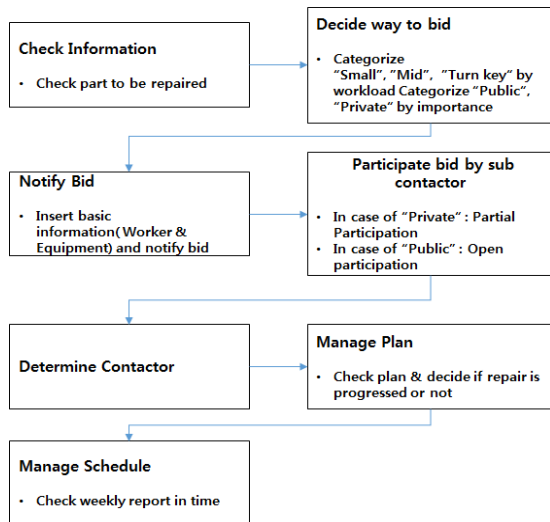 Check Information
• Check part to be repaired
Decide way to bid
• Categorize
“Small”, ”Mid”, ”Turn key“ by
workload Categorize “Public“,
”Private” by importance
Notify Bid
• Insert basic
information( Worker &
Equipment) and notify bid
Participate bid by sub
contactor
• In case of “Private“ : Partial
Participation
• In case of “Public” : Open
participation
Determine Contactor
Manage Plan
• Check plan & decide if repair is
progressed or not
Manage Schedule
• Check weekly report in time